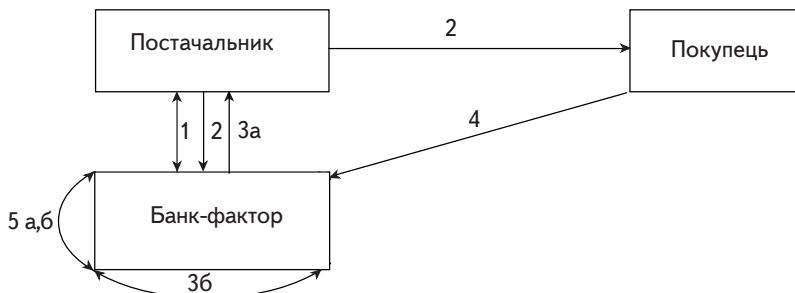 2
Постачальник
Покупець
4
1
2
3а
Банк-фактор
5 а,б
3б